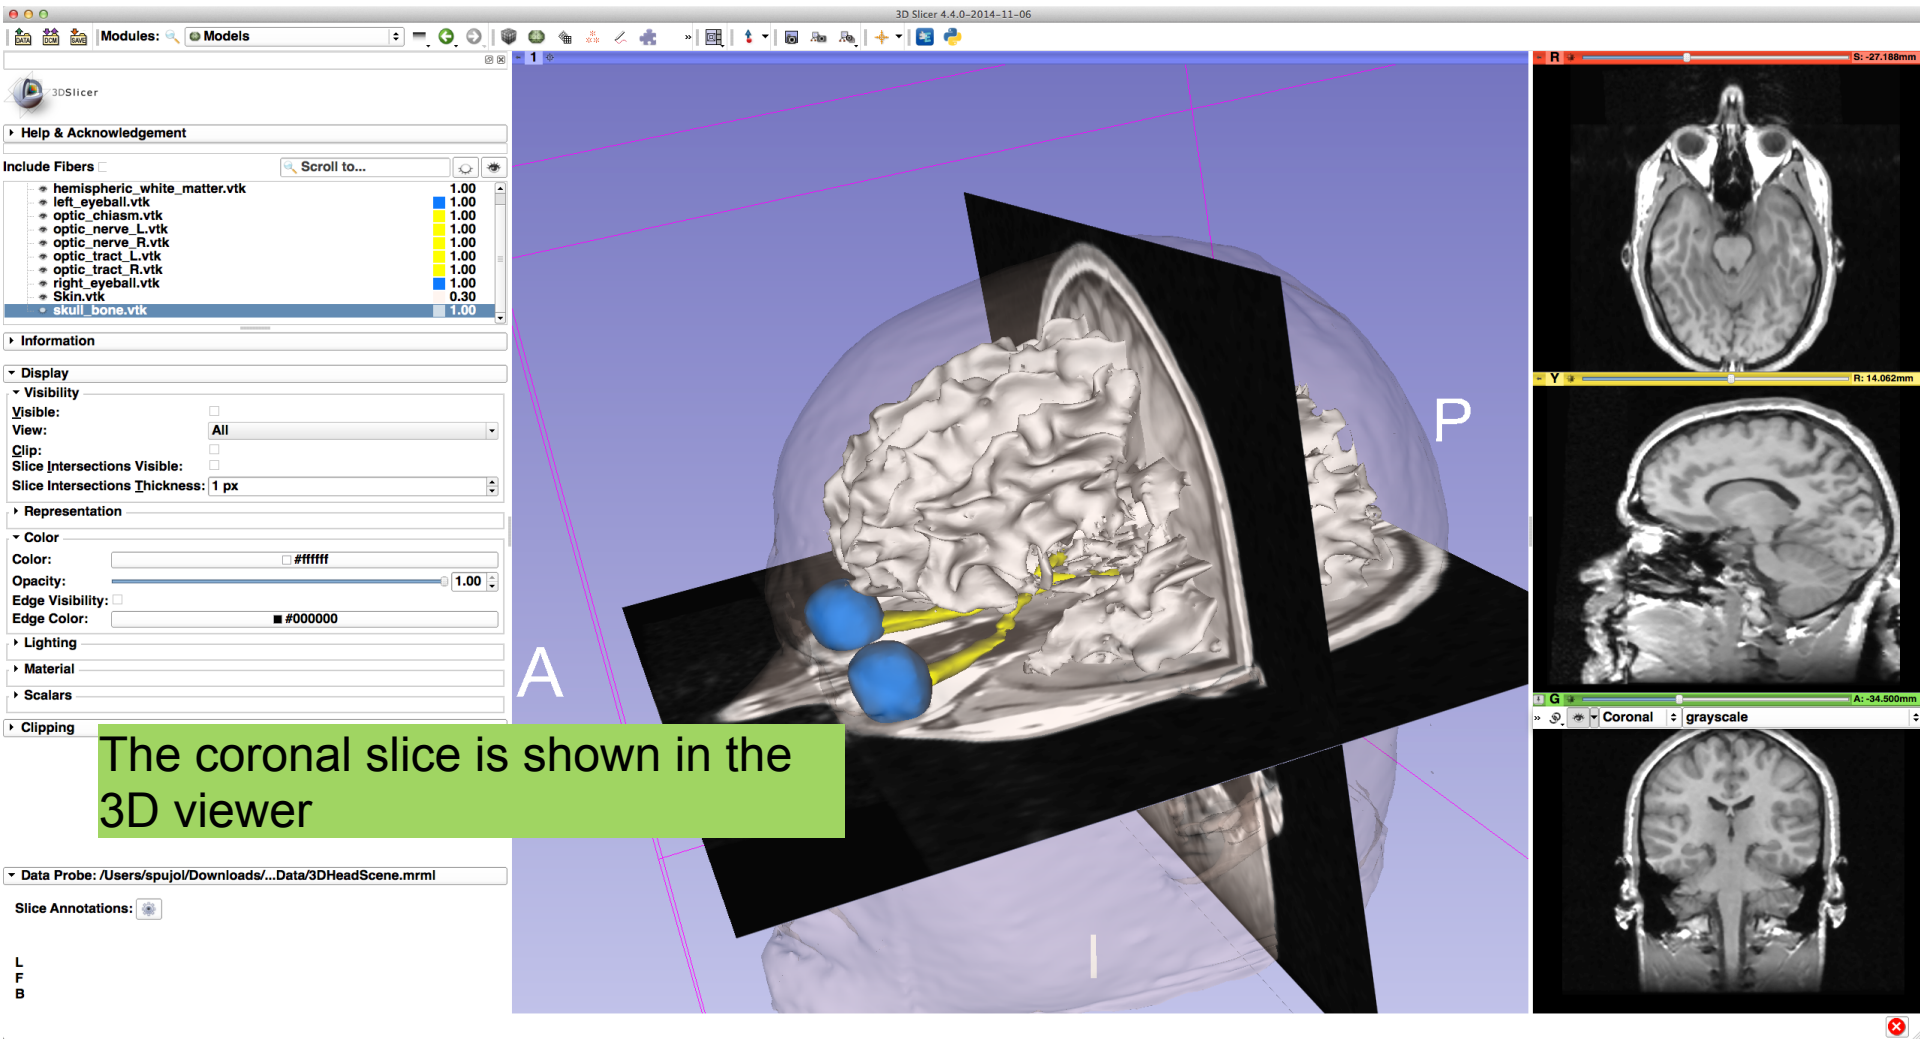 3D Slicer 4.4.0-2014-11-06
DATA DCM SAVE Modules: Models »
1
R S: -27.188mm
3DSlicer
Help & Acknowledgement
Include Fibers Scroll to...
hemispheric_white_matter.vtk 1.00
left_eyeball.vtk 1.00
optic_chiasm.vtk 1.00
optic_nerve_L.vtk 1.00
optic_nerve_R.vtk 1.00
optic_tract_L.vtk 1.00
optic_tract_R.vtk 1.00
right_eyeball.vtk 1.00
Skin.vtk 0.30
skull_bone.vtk 1.00
Information
Display
Visibility
Visible:
View: All
Clip:
Slice Intersections Visible:
Slice Intersections Thickness: 1 px
Representation
Color
Color: #ffffff
Opacity: 1.00
Edge Visibility:
Edge Color: #000000
Lighting
Material
Scalars
Clipping
The coronal slice is shown in the
3D viewer
Data Probe: /Users/spujol/Downloads/...Data/3DHeadScene.mrml
Slice Annotations:
L
F
B
P
A
I
Y R: 14.062mm
G A: -34.500mm
» Coronal grayscale